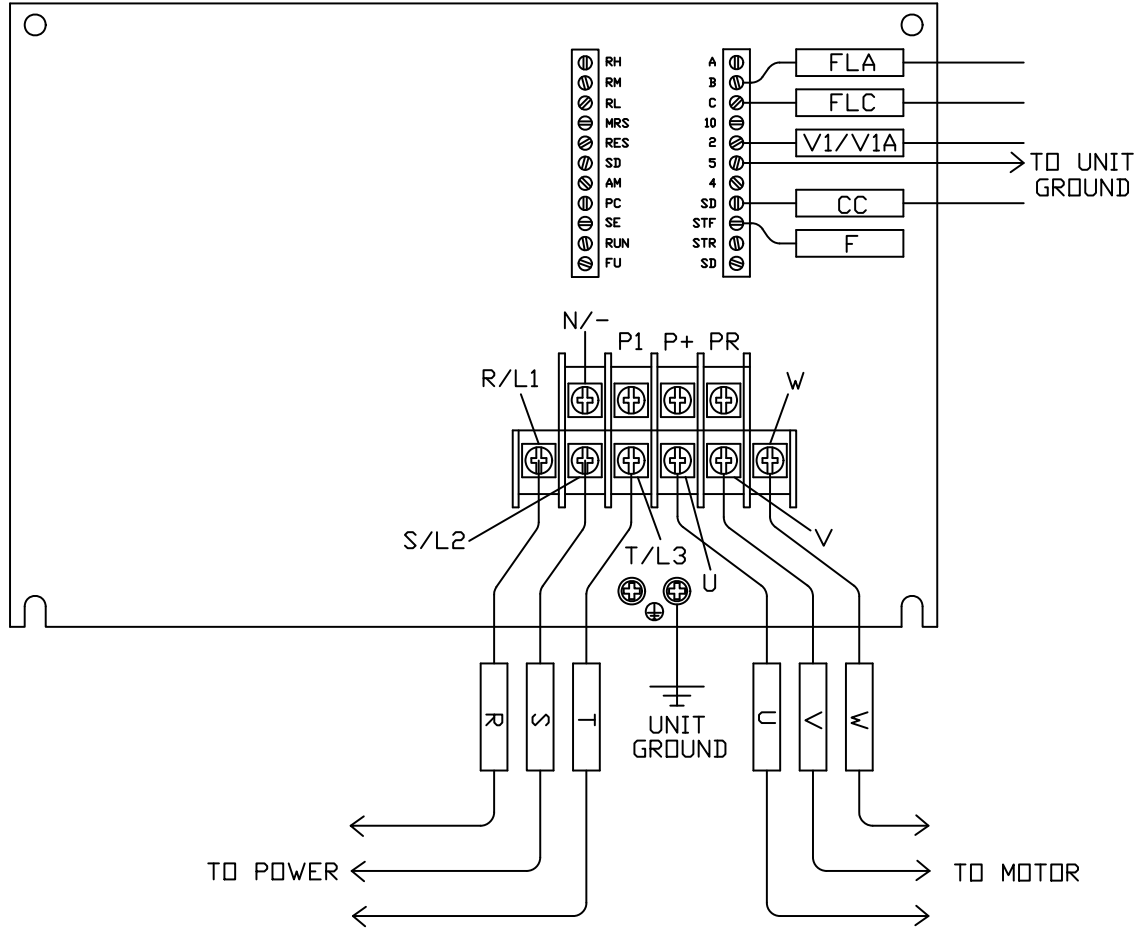 RH
RM
RL
MRS
RES
SD
AM
PC
SE
RUN
FU
A
B
C
10
2
5
4
SD
STF
STR
SD
FLA
FLC
V1/V1A
TO UNIT
GROUND
CC
F
N/-
P1
P+
PR
R/L1
W
S/L2
T/L3
U
V
R
S
T
UNIT
GROUND
U
V
W
TO POWER
TO MOTOR